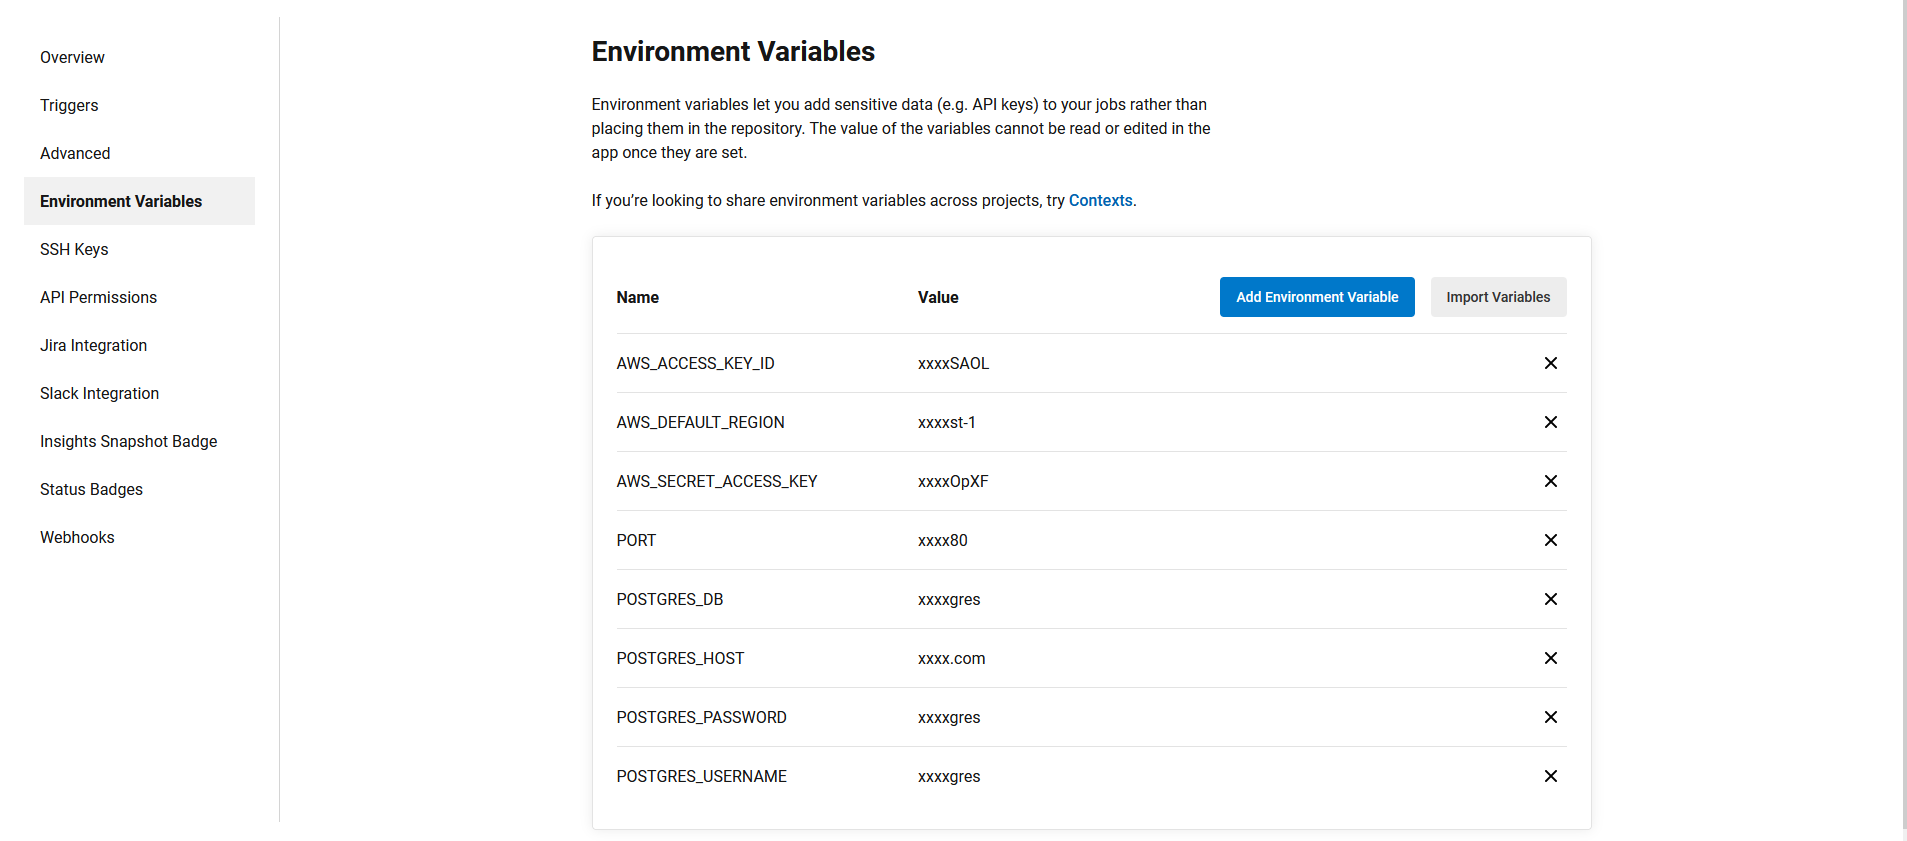 Overview
Triggers
Advanced
Environment Variables
SSH Keys
API Permissions
Jira Integration
Slack Integration
Insights Snapshot Badge
Status Badges
Webhooks
Environment Variables
Environment variables let you add sensitive data (e.g. API keys) to your jobs rather than
placing them in the repository. The value of the variables cannot be read or edited in the
app once they are set.
If you’re looking to share environment variables across projects, try Contexts.
Name Value Add Environment Variable Import Variables
AWS_ACCESS_KEY_ID xxxxSAOL
AWS_DEFAULT_REGION xxxxst-1
AWS_SECRET_ACCESS_KEY xxxxOpXF
PORT xxxx80
POSTGRES_DB xxxxgres
POSTGRES_HOST xxxx.com
POSTGRES_PASSWORD xxxxgres
POSTGRES_USERNAME xxxxgres